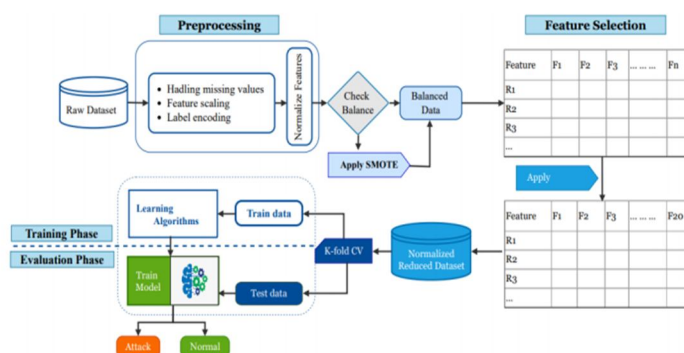 Preprocessing
Feature Selection
Raw Dataset
• Hadling missing values
• Feature scaling
• Label encoding
Normalize Features
Check
Balance
Balanced
Data
Apply SMOTE
Feature F1 F2 F3 ... ... ... Fn
R1
R2
R3
...
Apply
Feature F1 F2 F3 ... ... ... F20
R1
R2
R3
...
Normalized
Reduced Dataset
K-fold CV
Train data
Learning
Algorithms
Training Phase
Evaluation Phase
Train
Model
Test data
Attack
Normal